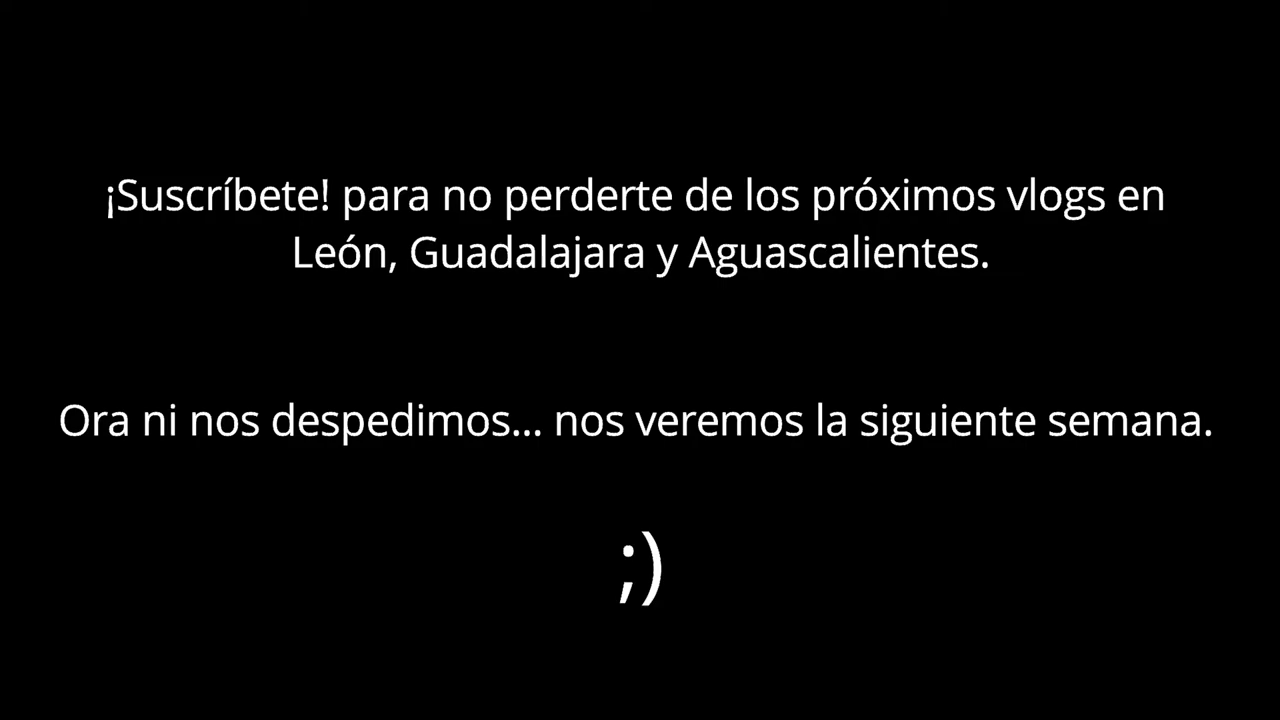 ¡Suscríbete! para no perderte de los próximos vlogs en
León, Guadalajara y Aguascalientes.
Ora ni nos despedimos... nos veremos la siguiente semana.
;)